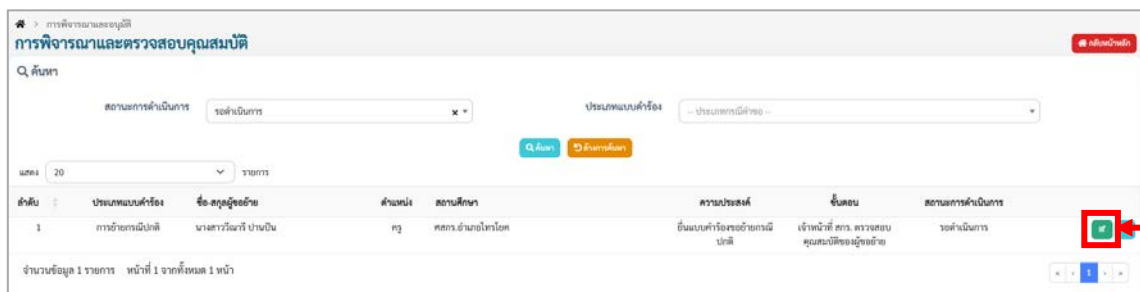 > การพิจารณาและอนุมัติ
การพิจารณาและตรวจสอบคุณสมบัติ
กลับหน้าหลัก
ค้นหา
สถานะการดำเนินการ รอดำเนินการ × ประเภทแบบคำร้อง -- ประเภทกรณีคำขอ --
ค้นหา ล้างการค้นหา
แสดง 20 รายการ
ลำดับ ประเภทแบบคำร้อง ชื่อ-สกุลผู้ขอย้าย ตำแหน่ง สถานศึกษา ความประสงค์ ขั้นตอน สถานะการดำเนินการ
1 การย้ายกรณีปกติ นางสาววีณารี ปานปิน ครู ศสกร.อำเภอไทรโยค ยื่นแบบคำร้องขอย้ายกรณี เจ้าหน้าที่ สกร. ตรวจสอบ รอดำเนินการ
ปกติ คุณสมบัติของผู้ขอย้าย
จำนวนข้อมูล 1 รายการ หน้าที่ 1 จากทั้งหมด 1 หน้า
« ‹ 1 › »